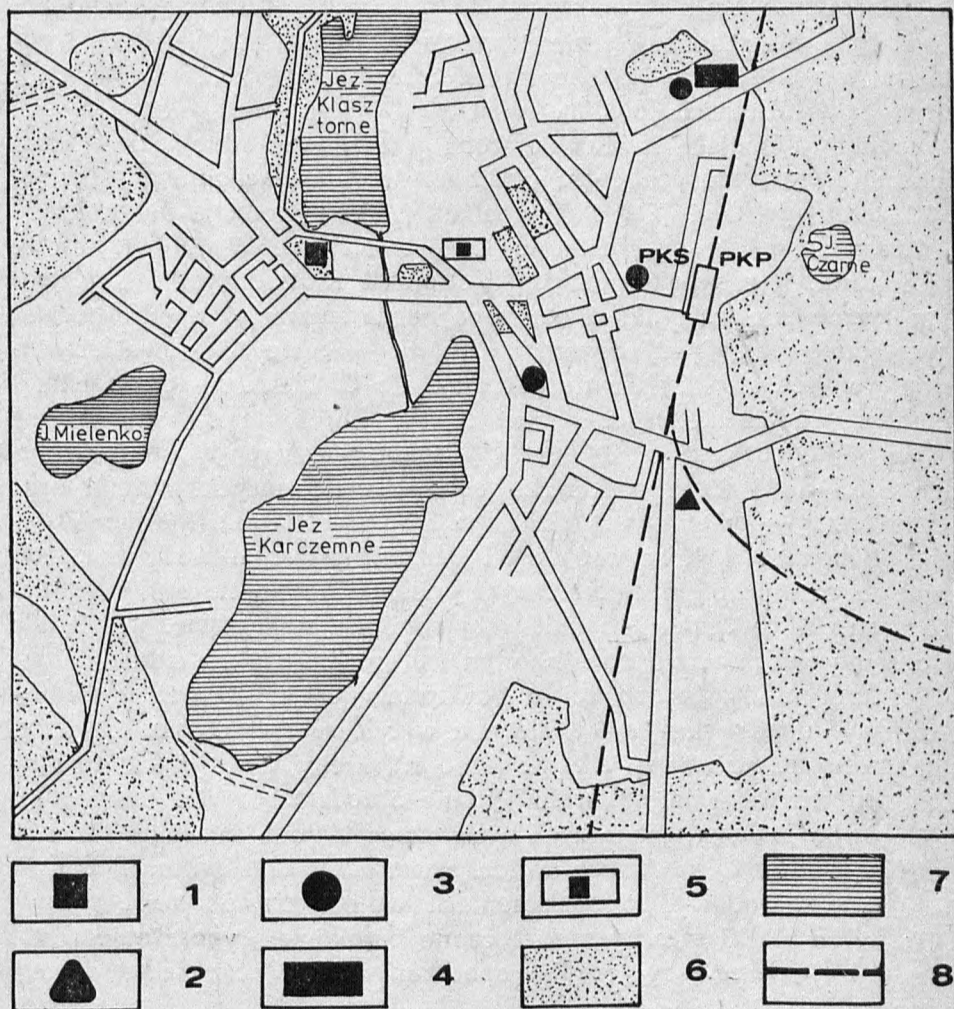 Jez
Klasz
-torne
PKS
PKP
J.
Czarne
J.Mielenko
Jez
Karczemne
1
3
5
7
2
4
6
8